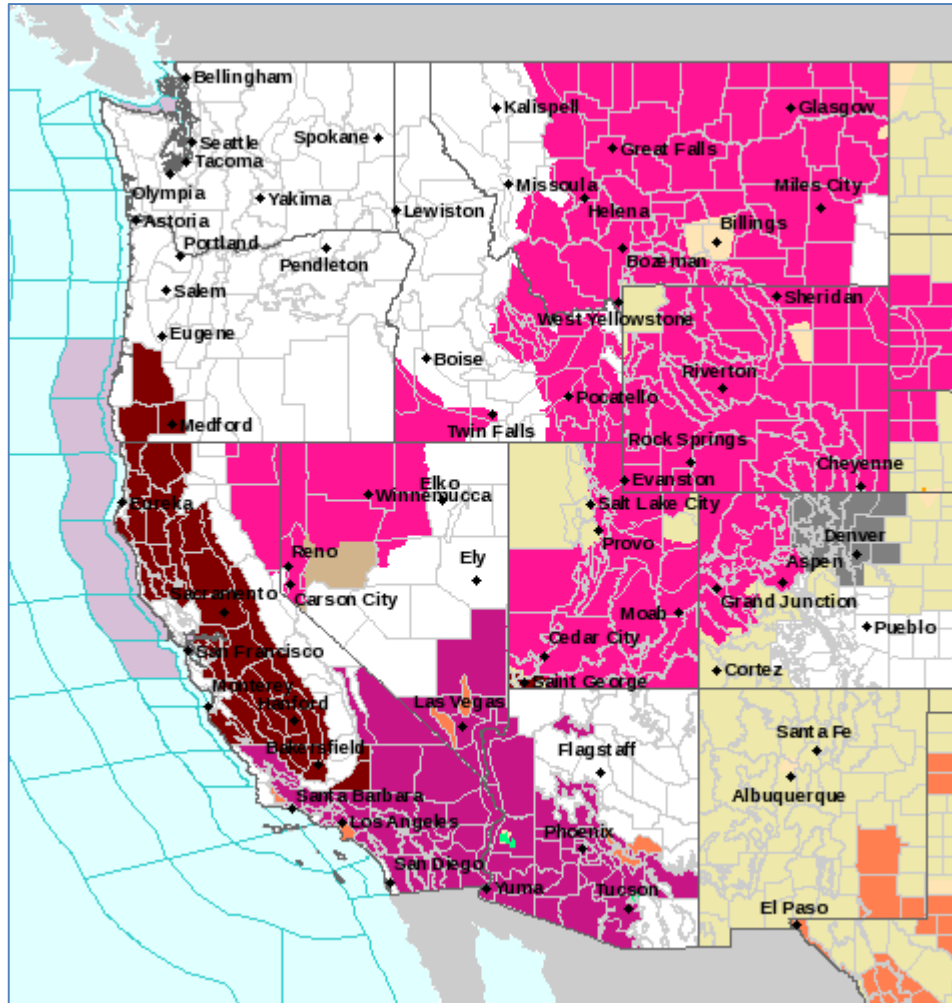 Bellingham
Kalispell
Glasgow
Spokane
Seattle
Great Falls
Tacoma
Olympia
Missoula
Miles City
Yakima
Helena
Lewiston
Astoria
Billings
Portland
Bozeman
Pendleton
Salem
Sheridan
West Yellowstone
Eugene
Boise
Riverton
Pocatello
Medford
Twin Falls
Rock Springs
Cheyenne
Elko
Evanston
Winnemucca
Eureka
Salt Lake City
Provo
Denver
Reno
Ely
Aspen
Carson City
Grand Junction
Sacramento
Moab
Pueblo
Cedar City
San Francisco
Cortez
Saint George
Monterey
Hanford
Las Vegas
Santa Fe
Flagstaff
Bakersfield
Albuquerque
Santa Barbara
Los Angeles
Phoenix
San Diego
Yuma
Tucson
El Paso